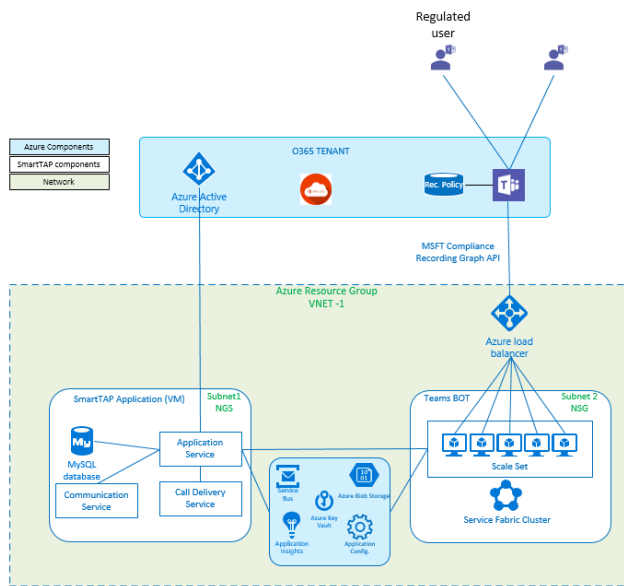 Regulated
user
Azure Components
SmartTAP components
Network
O365 TENANT
Azure Active
Directory
Rec. Policy
MSFT Compliance
Recording Graph API
Azure Resource Group
VNET -1
Azure load
balancer
SmartTAP Application (VM)
Subnet1
NGS
Teams BOT
Subnet 2
NSG
My
MySQL
database
Application
Service
Communication
Service
Call Delivery
Service
Service
Bus
10
01
Azure Blob Storage
Azure Key
Vault
Application
Insights
Application
Config.
Scale Set
Service Fabric Cluster